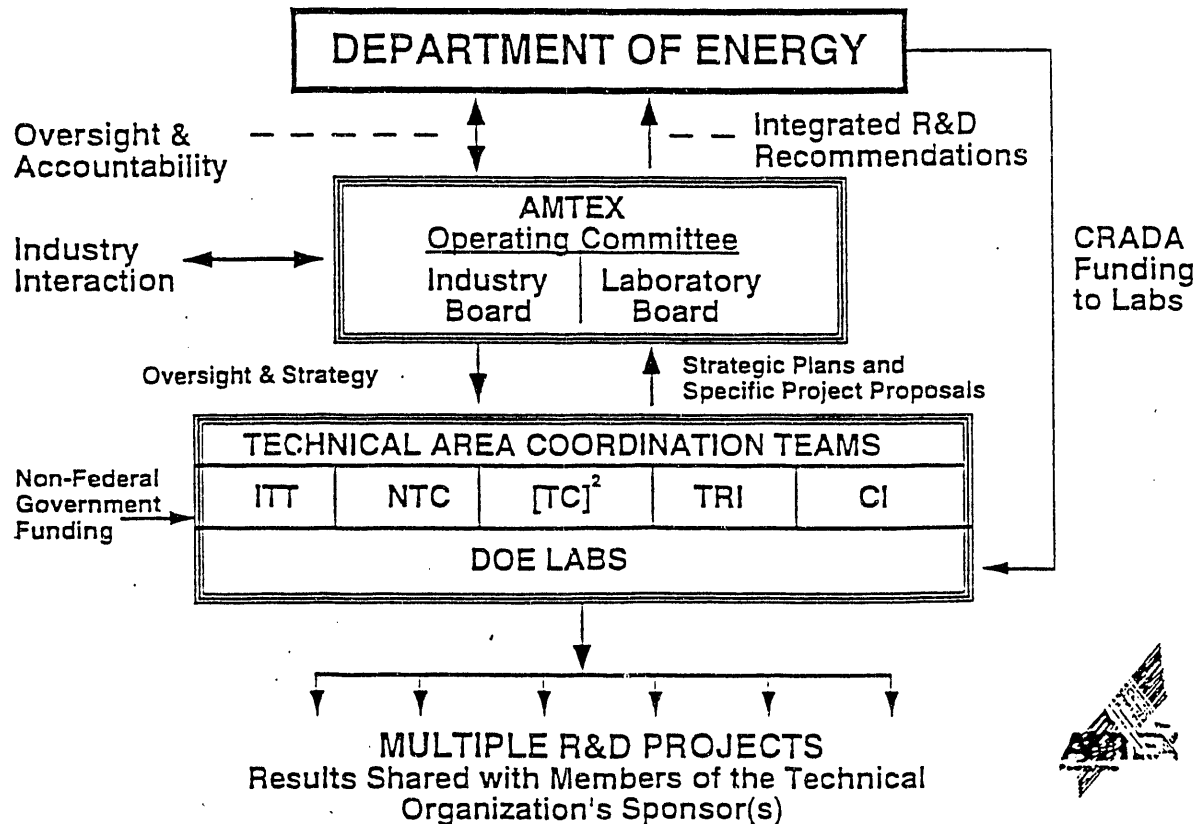 DEPARTMENT OF ENERGY
Oversight &
Accountability
Integrated R&D
Recommendations
AMTEX
Operating Committee
Industry
Board
Laboratory
Board
Industry
Interaction
CRADA
Funding
to Labs
Oversight & Strategy
Strategic Plans and
Specific Project Proposals
TECHNICAL AREA COORDINATION TEAMS
Non-Federal
Government
Funding
ITT
NTC
[TC]²
TRI
CI
DOE LABS
MULTIPLE R&D PROJECTS
Results Shared with Members of the Technical
Organization's Sponsor(s)